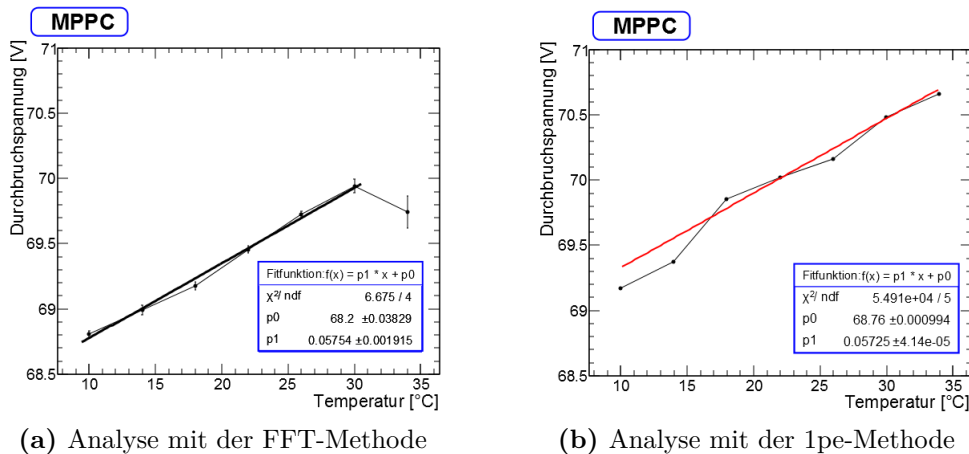 MPPC
Durchbruchspannung [V]
71
70.5
70
69.5
69
68.5
10 15 20 25 30 35
Temperatur [°C]
Fitfunktion:f(x) = p1 * x + p0
χ²/ ndf 6.675 / 4
p0 68.2 ±0.03829
p1 0.05754 ±0.001915
(a) Analyse mit der FFT-Methode
MPPC
Durchbruchspannung [V]
71
70.5
70
69.5
69
68.5
10 15 20 25 30 35
Temperatur [°C]
Fitfunktion:f(x) = p1 * x + p0
χ²/ ndf 5.491e+04 / 5
p0 68.76 ±0.000994
p1 0.05725 ±4.14e-05
(b) Analyse mit der 1pe-Methode